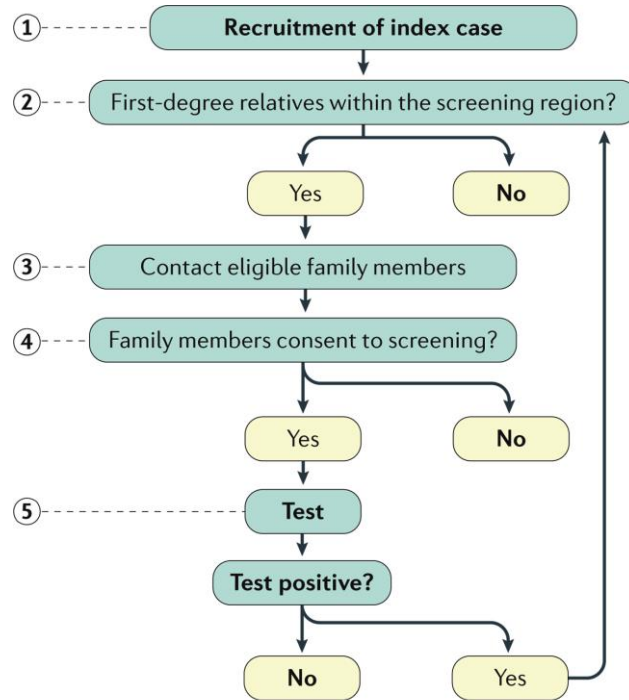 1 Recruitment of index case
2 First-degree relatives within the screening region?
Yes No
3 Contact eligible family members
4 Family members consent to screening?
Yes No
5 Test
Test positive?
No Yes